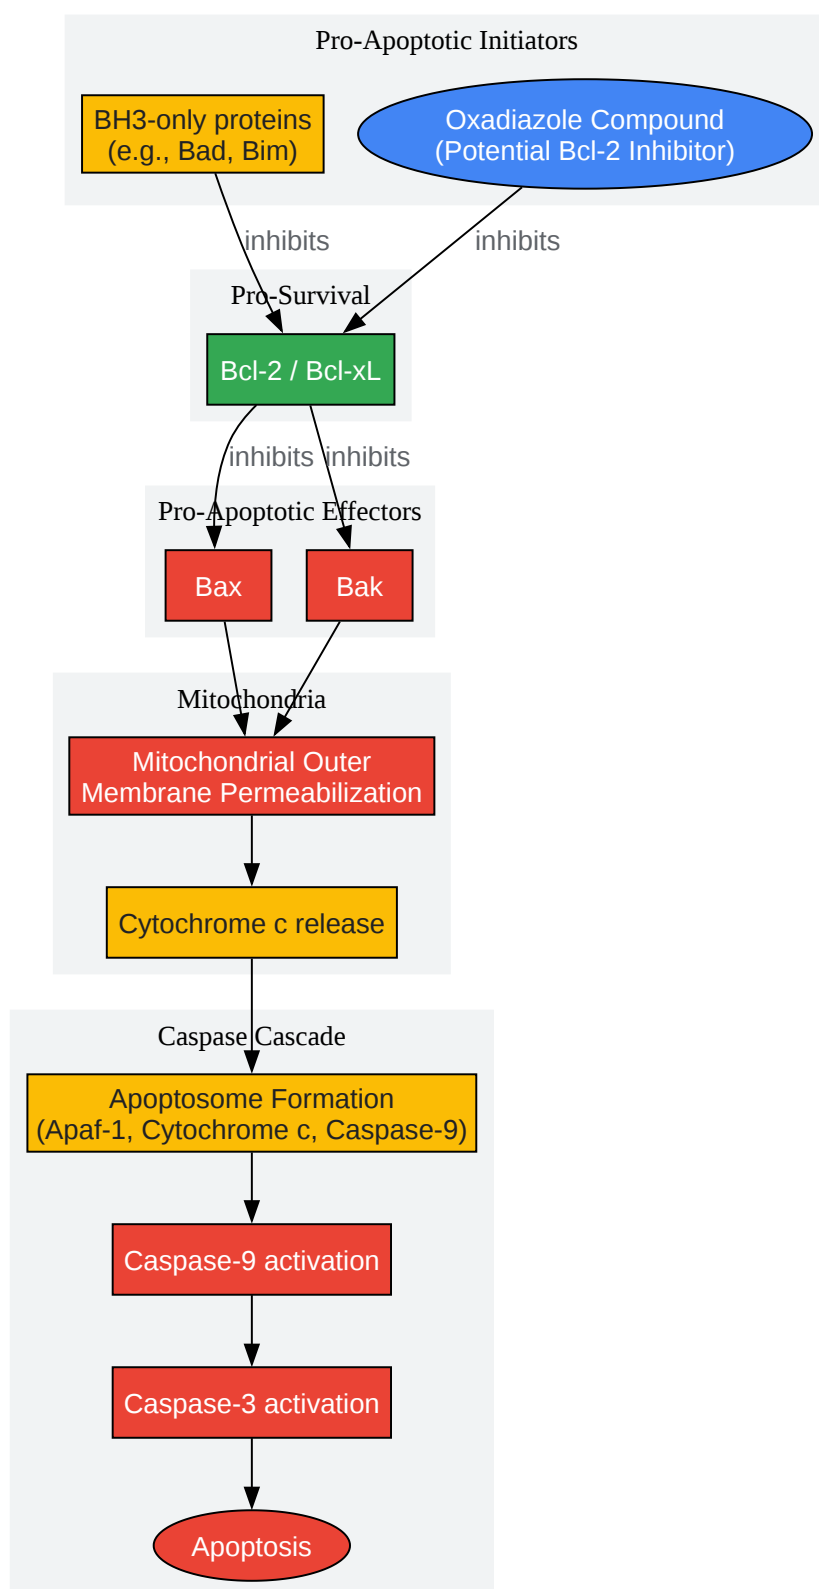 Pro-Apoptotic Initiators
BH3-only proteins
(e.g., Bad, Bim)
Oxadiazole Compound
(Potential Bcl-2 Inhibitor)
inhibits
inhibits
Pro-Survival
Bcl-2 / Bcl-xL
inhibits
inhibits
Pro-Apoptotic Effectors
Bax
Bak
Mitochondria
Mitochondrial Outer
Membrane Permeabilization
Cytochrome c release
Caspase Cascade
Apoptosome Formation
(Apaf-1, Cytochrome c, Caspase-9)
Caspase-9 activation
Caspase-3 activation
Apoptosis